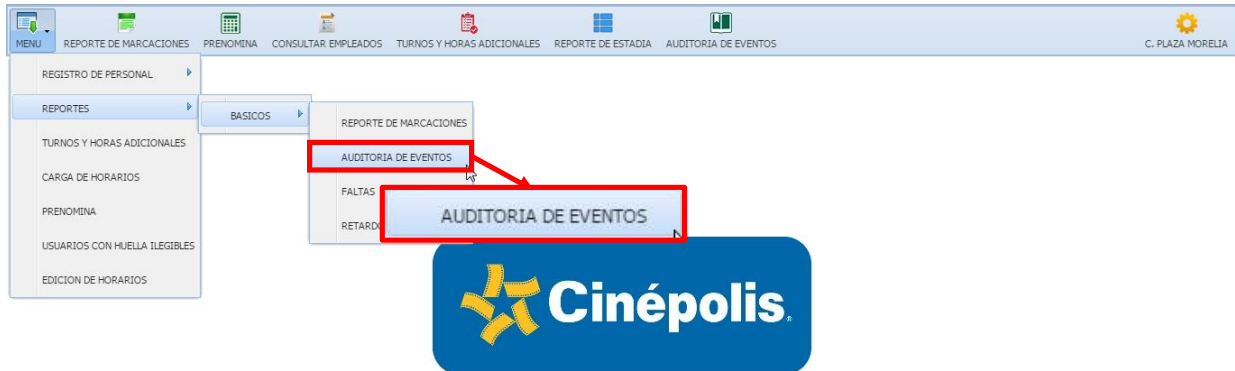 MENU
REPORTE DE MARCACIONES
PRENOMINA
CONSULTAR EMPLEADOS
TURNOS Y HORAS ADICIONALES
REPORTE DE ESTADIA
AUDITORIA DE EVENTOS
C. PLAZA MORELIA
REGISTRO DE PERSONAL
REPORTES
TURNOS Y HORAS ADICIONALES
CARGA DE HORARIOS
PRENOMINA
USUARIOS CON HUELLA ILEGIBLES
EDICION DE HORARIOS
BASICOS
REPORTE DE MARCACIONES
AUDITORIA DE EVENTOS
FALTAS
RETARDO
AUDITORIA DE EVENTOS
Cinépolis.